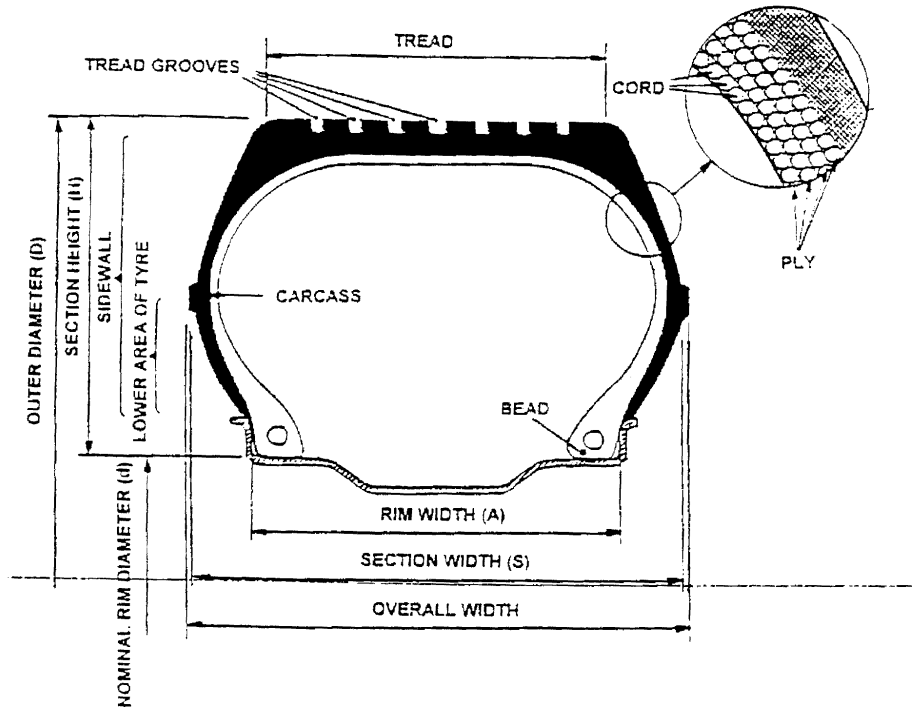 TREAD
TREAD GROOVES
CORD
PLY
OUTER DIAMETER (D)
SECTION HEIGHT (H)
SIDEWALL
LOWER AREA OF TYRE
CARCASS
BEAD
NOMINAL RIM DIAMETER (d)
RIM WIDTH (A)
SECTION WIDTH (S)
OVERALL WIDTH